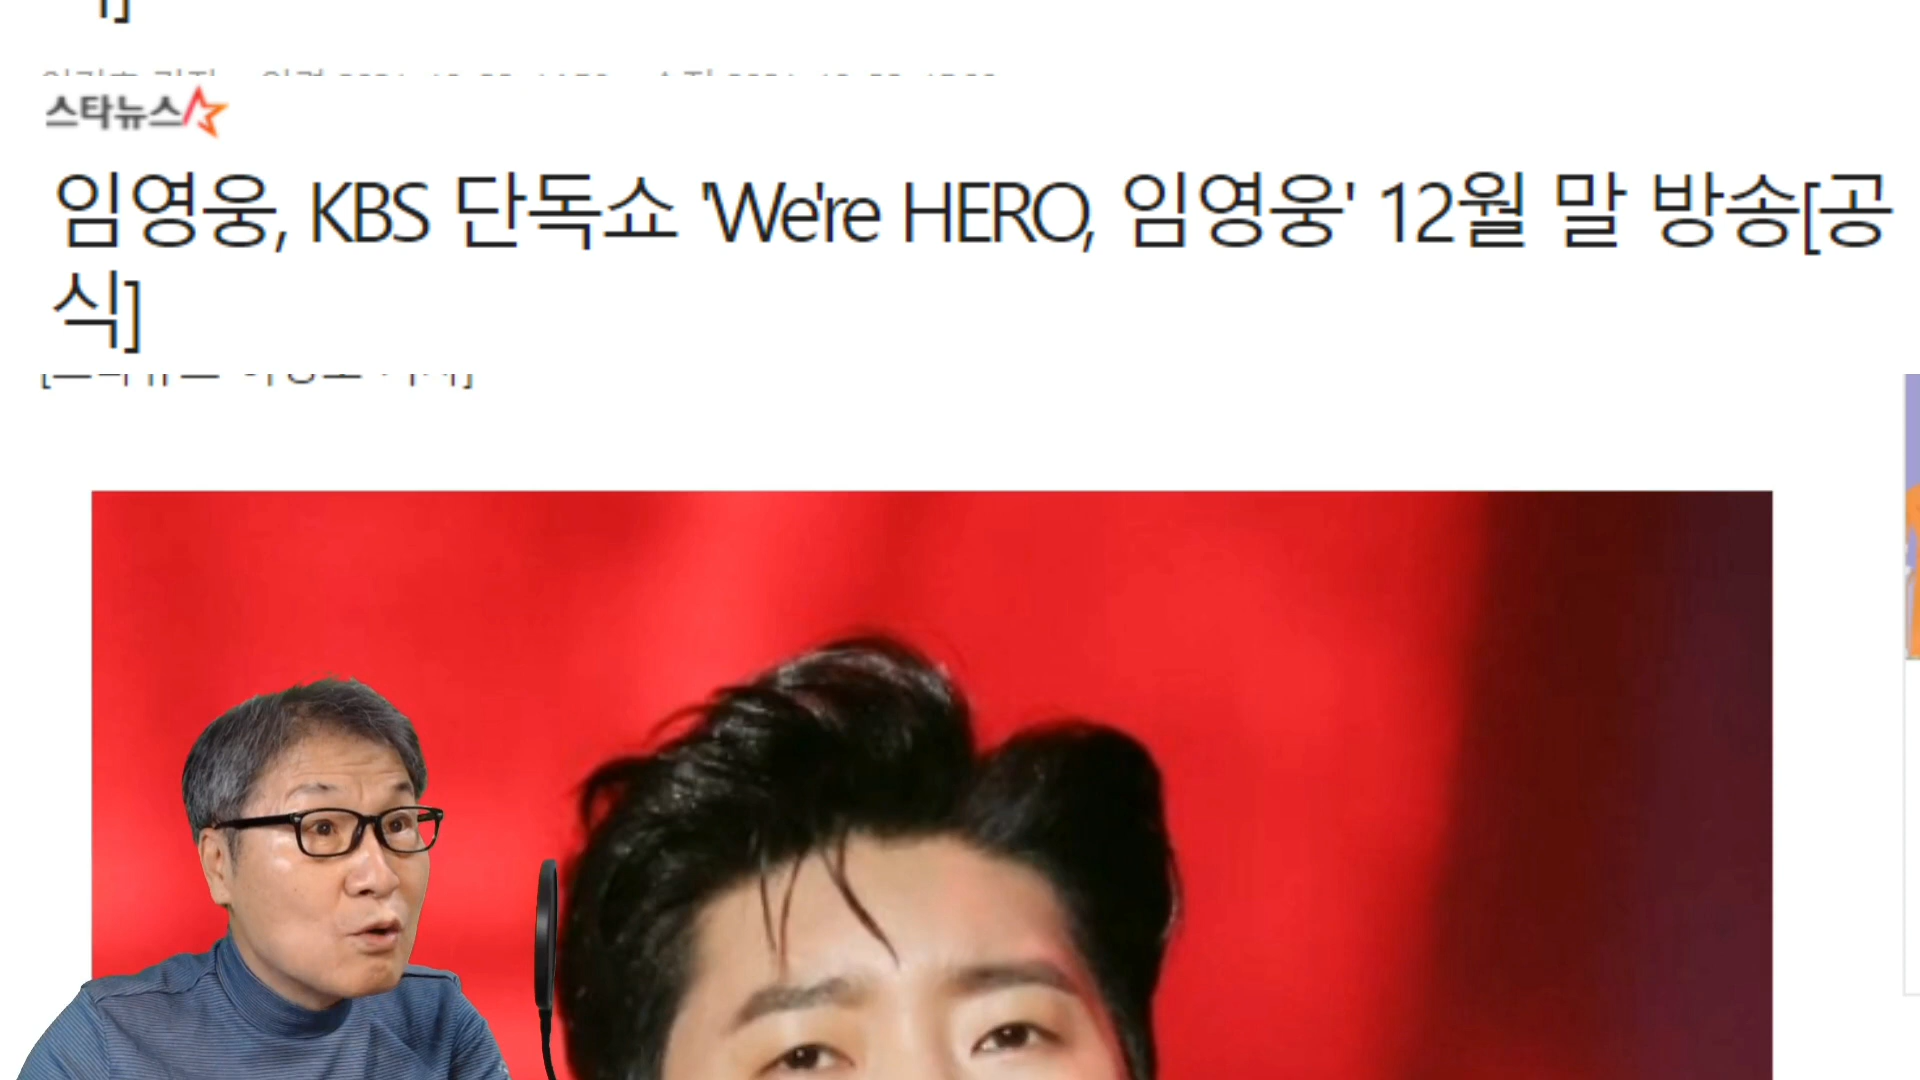 스타뉴스
임영웅, KBS 단독쇼 'We're HERO, 임영웅' 12월 말 방송[공
식]